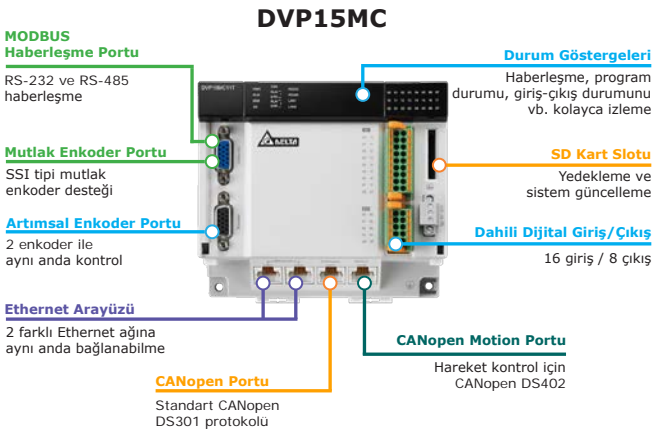 DVP15MC
MODBUS
Haberleşme Portu
RS-232 ve RS-485
haberleşme
Mutlak Enkoder Portu
SSI tipi mutlak
enkoder desteği
Artımsal Enkoder Portu
2 enkoder ile
aynı anda kontrol
Ethernet Arayüzü
2 farklı Ethernet ağına
aynı anda bağlanabilme
CANopen Portu
Standart CANopen
DS301 protokolü
Durum Göstergeleri
Haberleşme, program
durumu, giriş-çıkış durumunu
vb. kolayca izleme
SD Kart Slotu
Yedekleme ve
sistem güncelleme
Dahili Dijital Giriş/Çıkış
16 giriş / 8 çıkış
CANopen Motion Portu
Hareket kontrol için
CANopen DS402
DVP15MC11T
DELTA